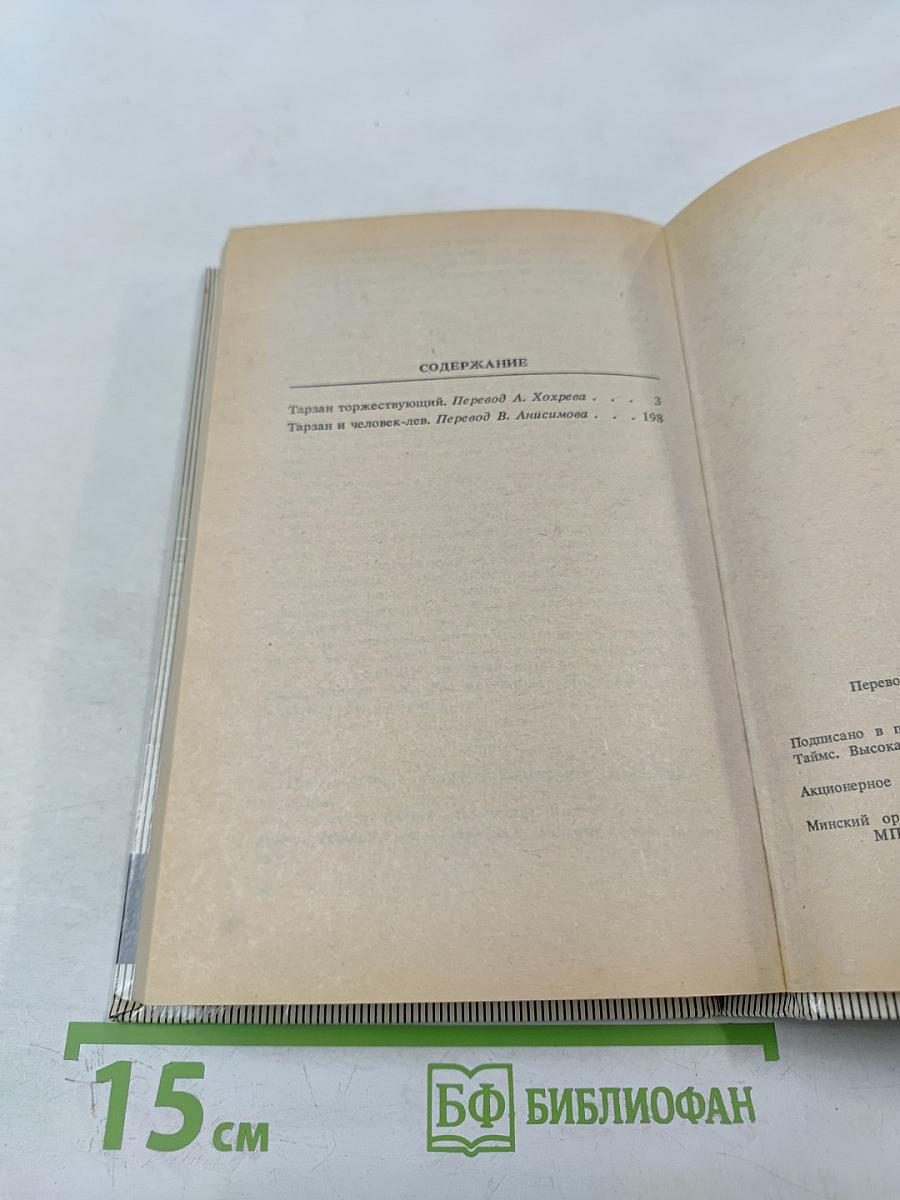 СОДЕРЖАНИЕ
Тарзан торжествующий. Перевод А. Хохрева . . . 3
Тарзан и человек-лев. Перевод В. Анисимова . . . 198
Перево
Подписано в п
Таймс. Высока
Акционерное
Минский ор
МП
15 см
БФ БИБЛИОФАН